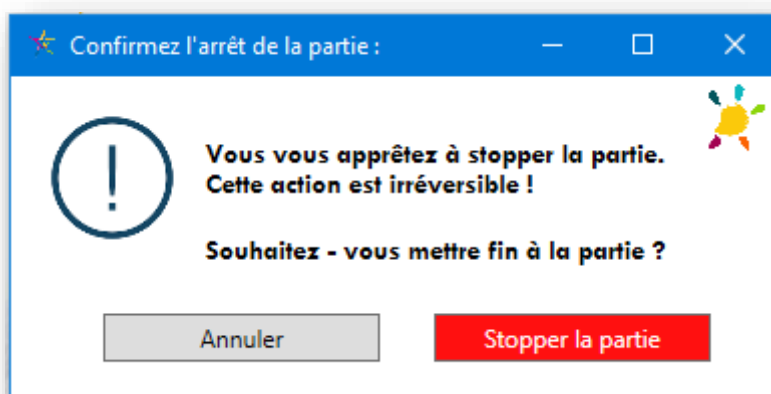 Confirmez l'arrêt de la partie :
Vous vous apprêtez à stopper la partie.
Cette action est irréversible !
Souhaitez - vous mettre fin à la partie ?
Annuler
Stopper la partie